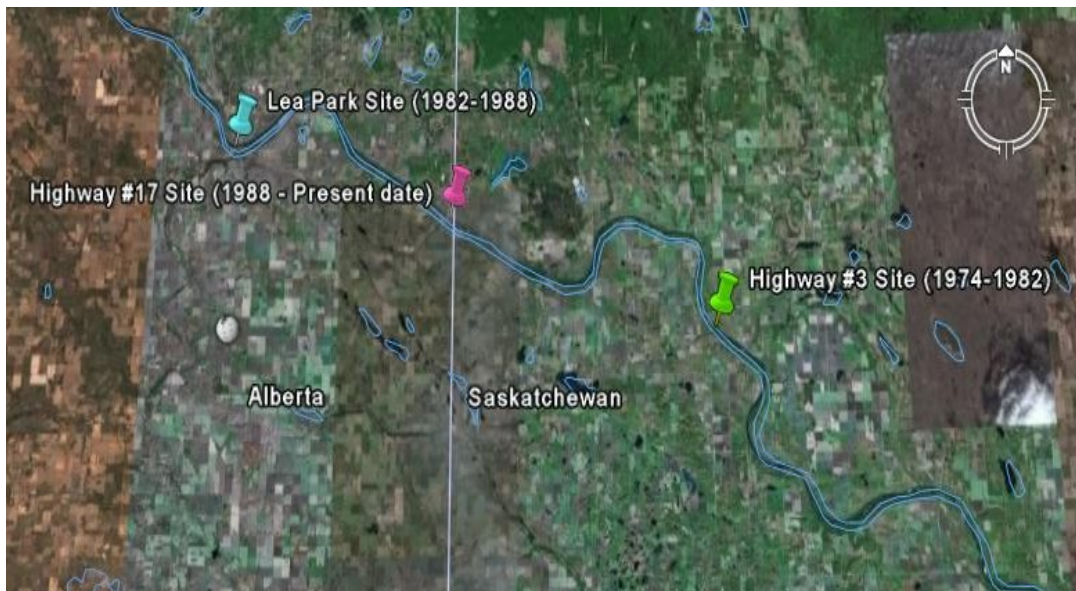 N
Lea Park Site (1982-1988)
Highway #17 Site (1988 - Present date)
Highway #3 Site (1974-1982)
Alberta
Saskatchewan